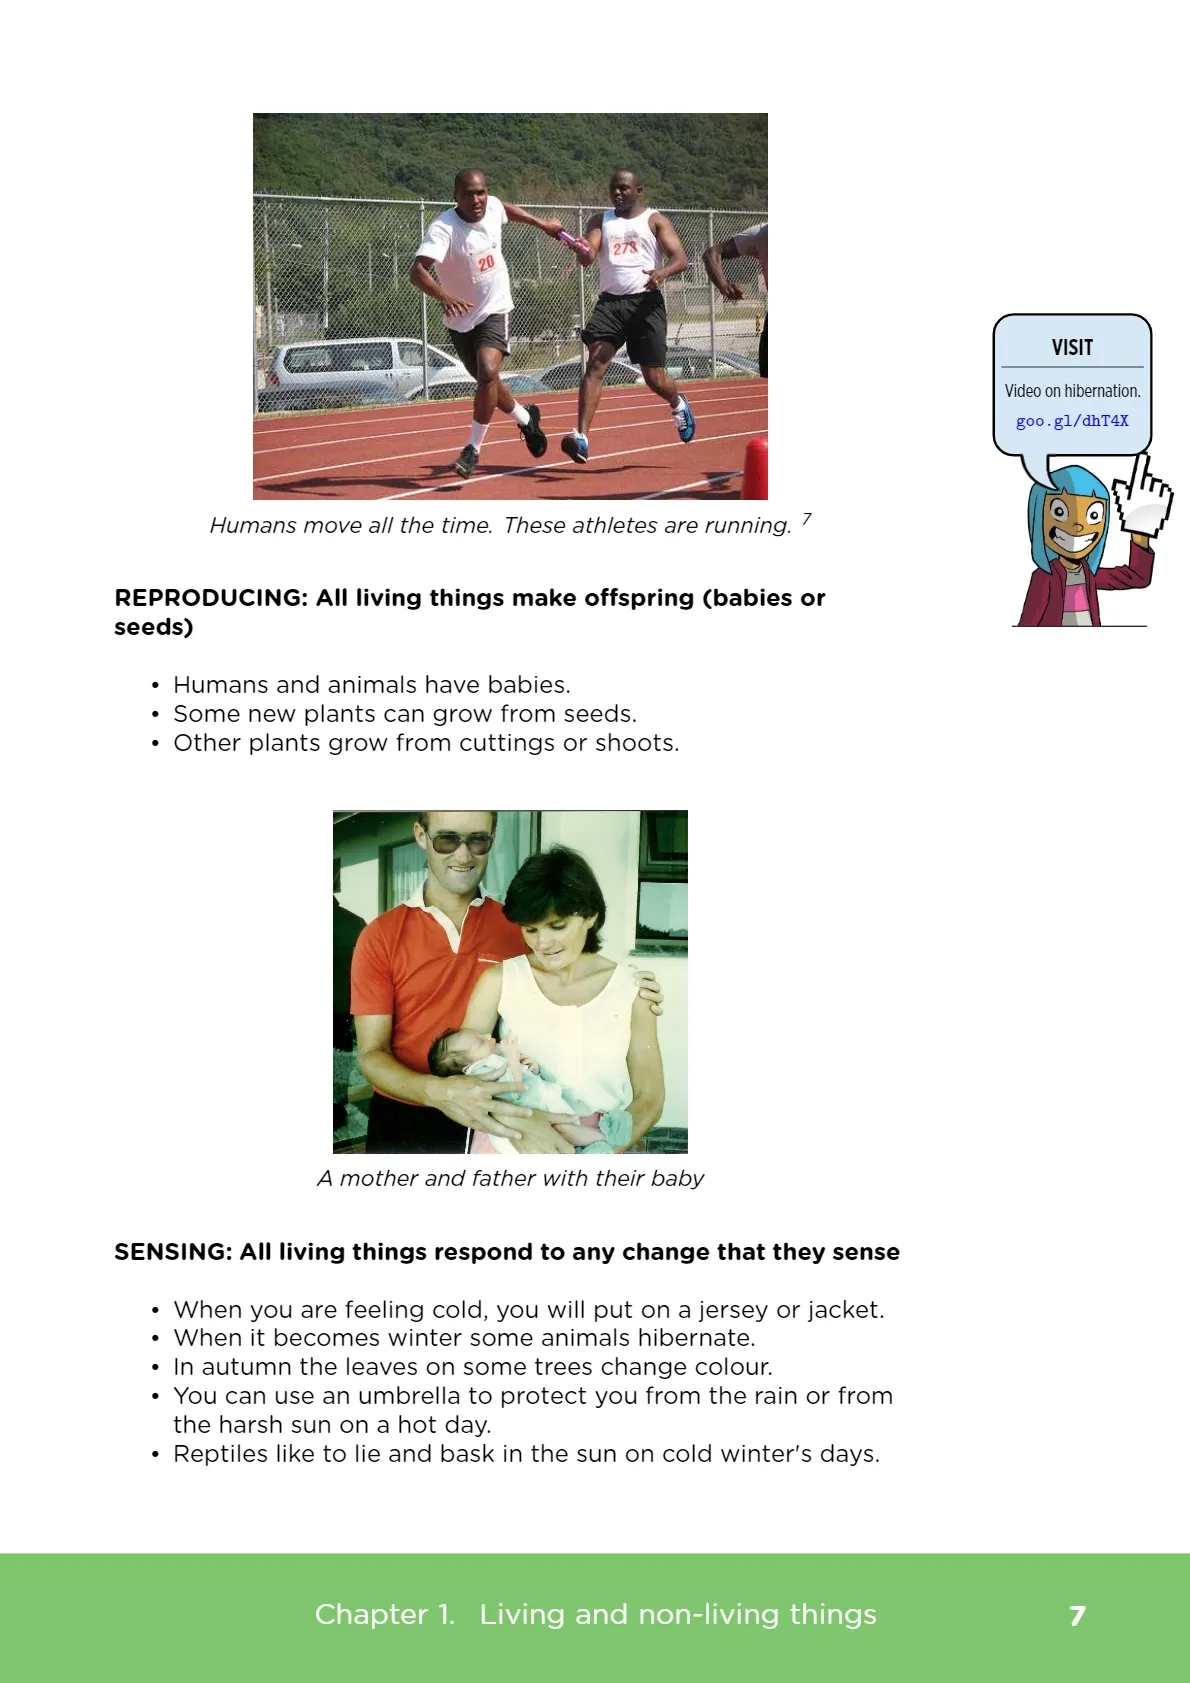 20
273
Humans move all the time. These athletes are running. 7
VISIT
Video on hibernation.
goo.gl/dhT4X
REPRODUCING: All living things make offspring (babies or
seeds)
• Humans and animals have babies.
• Some new plants can grow from seeds.
• Other plants grow from cuttings or shoots.
A mother and father with their baby
SENSING: All living things respond to any change that they sense
• When you are feeling cold, you will put on a jersey or jacket.
• When it becomes winter some animals hibernate.
• In autumn the leaves on some trees change colour.
• You can use an umbrella to protect you from the rain or from
the harsh sun on a hot day.
• Reptiles like to lie and bask in the sun on cold winter's days.
Chapter 1. Living and non-living things
7